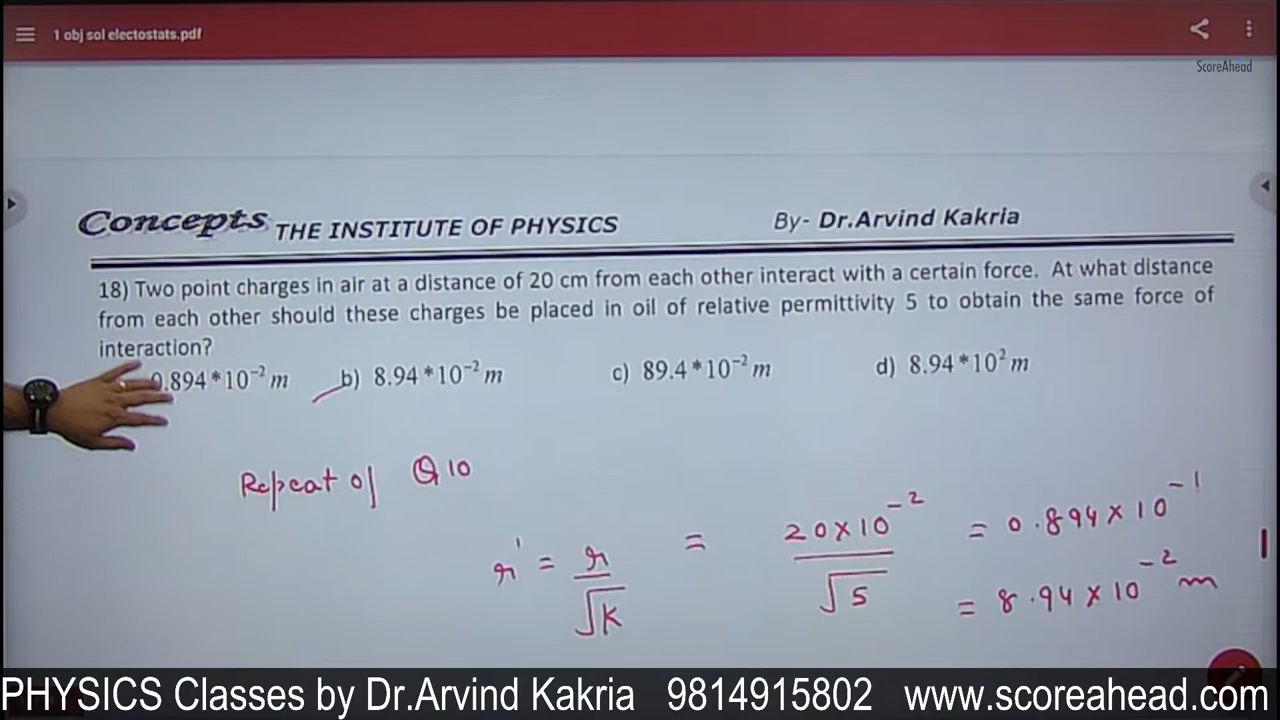 1 obj sol electostats.pdf
ScoreAhead
Concepts THE INSTITUTE OF PHYSICS By- Dr.Arvind Kakria
18) Two point charges in air at a distance of 20 cm from each other interact with a certain force. At what distance
from each other should these charges be placed in oil of relative permittivity 5 to obtain the same force of
interaction?
0.894*10⁻² m b) 8.94*10⁻² m c) 89.4*10⁻² m d) 8.94*10² m
Repeat of Q10
r' = r/√K = 20×10⁻²/√5 = 0.894×10⁻¹
= 8.94×10⁻² m
PHYSICS Classes by Dr.Arvind Kakria 9814915802 www.scoreahead.com